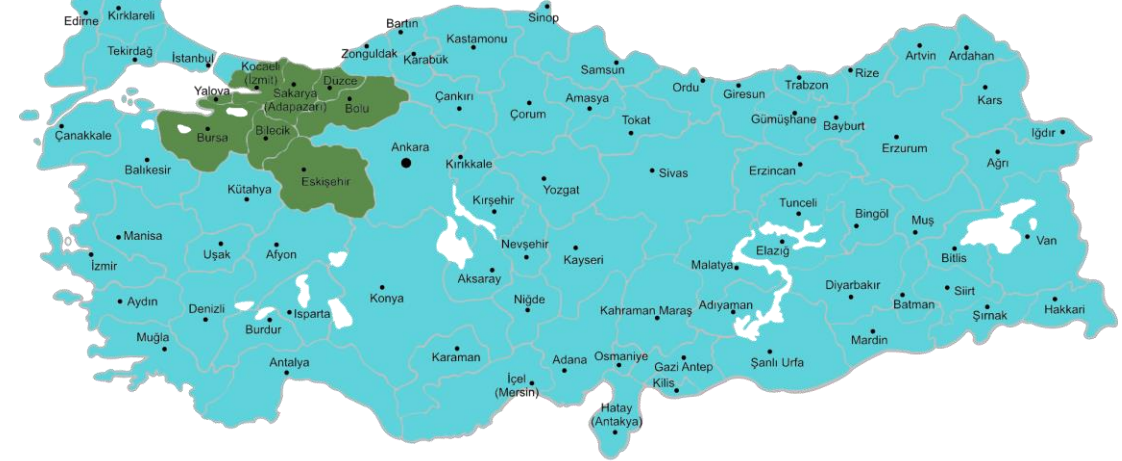 Edirne
Kırklareli
Tekirdağ
İstanbul
Kocaeli
(İzmit)
Yalova
Sakarya
(Adapazarı)
Duzce
Bolu
Bursa
Bilecik
Eskişehir
Zonguldak
Bartın
Karabük
Kastamonu
Sinop
Çankırı
Samsun
Amasya
Çorum
Tokat
Ordu
Giresun
Trabzon
Rize
Artvin
Ardahan
Kars
Gümüşhane
Bayburt
Erzurum
Iğdır
Ağrı
Çanakkale
Balıkesir
Kütahya
Ankara
Kırıkkale
Yozgat
Sivas
Erzincan
Tunceli
Bingöl
Muş
Van
Bitlis
Manisa
İzmir
Uşak
Afyon
Kırşehir
Nevşehir
Kayseri
Aksaray
Niğde
Malatya
Elazığ
Diyarbakır
Batman
Siirt
Şırnak
Hakkari
Aydın
Denizli
Burdur
Isparta
Konya
Kahraman Maraş
Adıyaman
Mardin
Muğla
Antalya
Karaman
İçel
(Mersin)
Adana
Osmaniye
Gazi Antep
Kilis
Şanlı Urfa
Hatay
(Antakya)